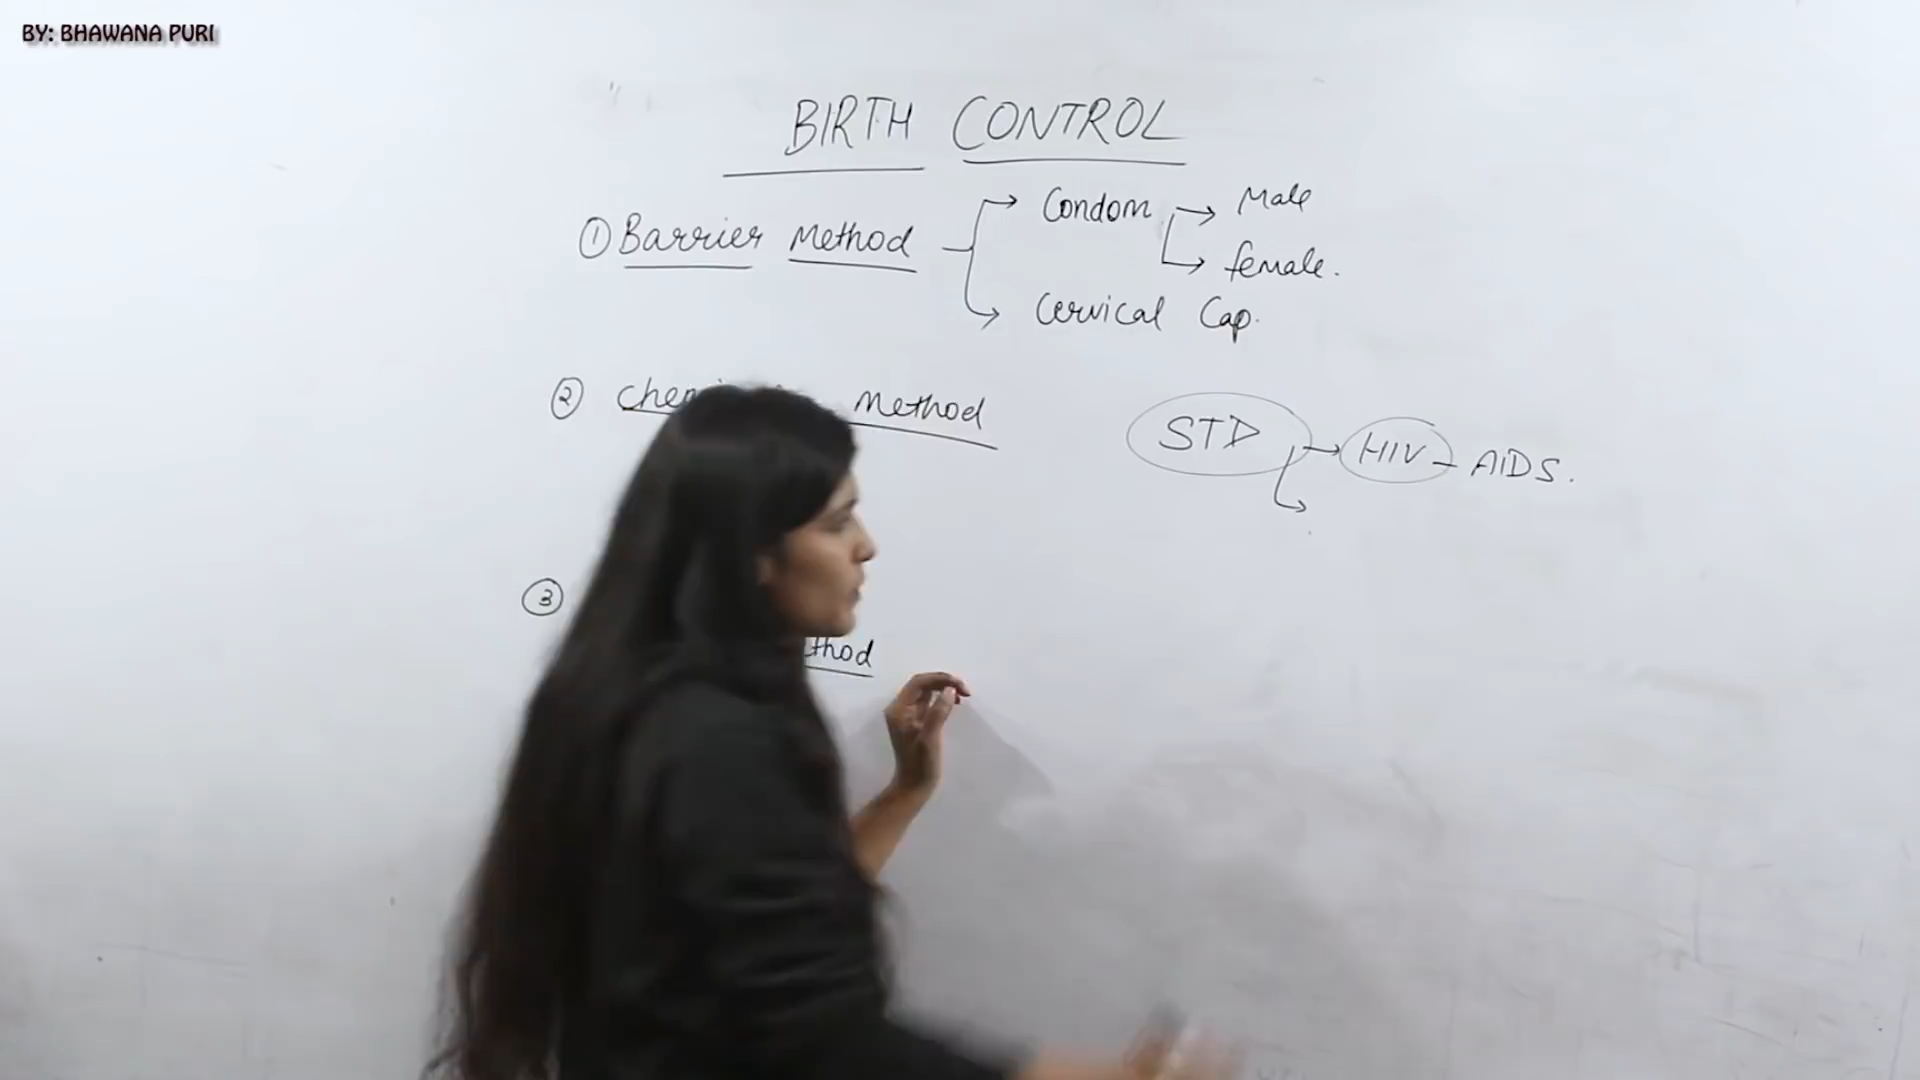 BY: BHAWANA PURI
BIRTH CONTROL
① Barrier Method → Condom → Male
→ female.
→ Cervical Cap.
② Method
STD → HIV - AIDS.
③